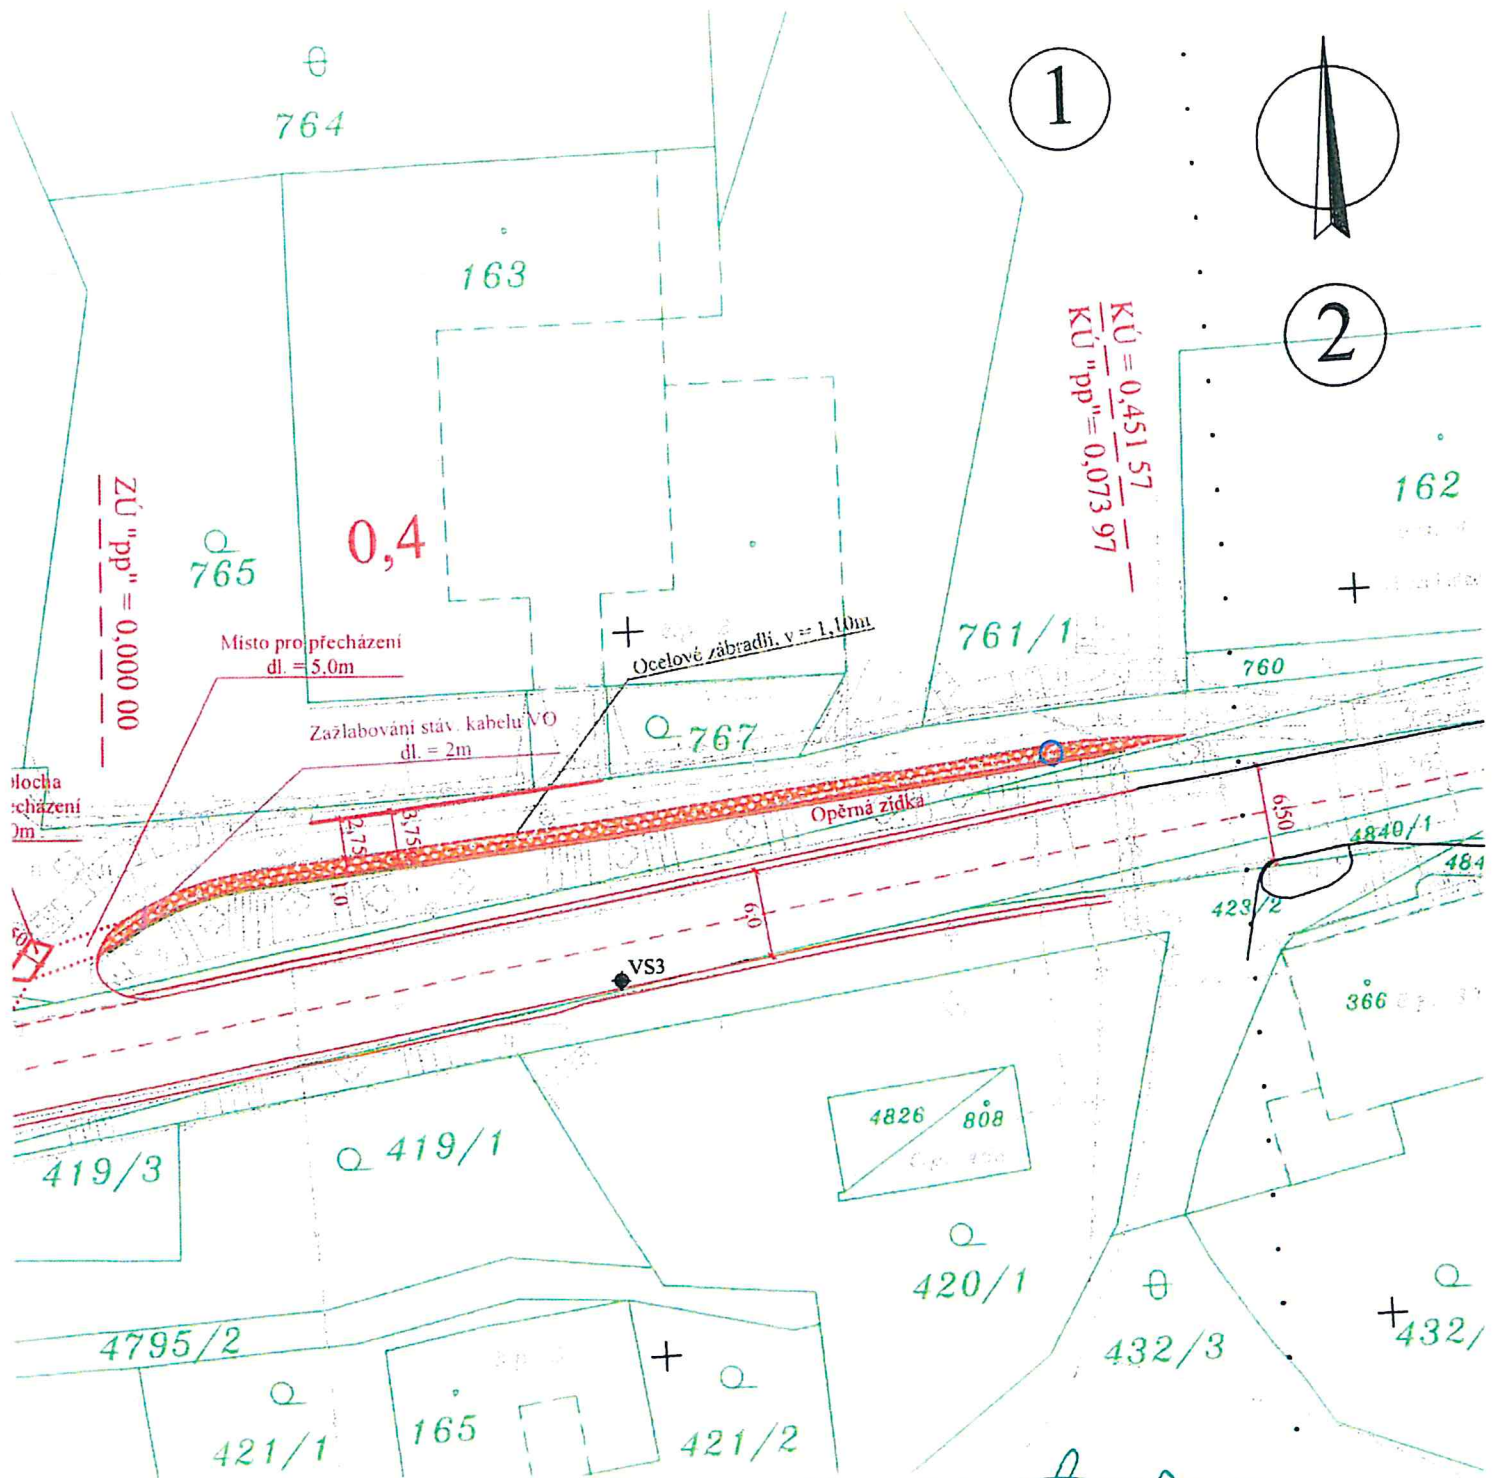 764
1
163
2
KÚ = 0,451 57
KÚ "pp" = 0,073 97
162
ZÚ "pp" = 0,000 00
765
0,4
Místo pro přecházení
dl. = 5.0m
Ocelové zábradlí, v = 1,10m
761/1
760
Zažlabování stáv. kabelu VO
dl. = 2m
767
Opěrná zídka
2,75
3,75
6,50
4840/1
484
423/2
6,0
VS3
366
4826
808
419/3
419/1
420/1
432/3
432/
4795/2
421/1
165
421/2